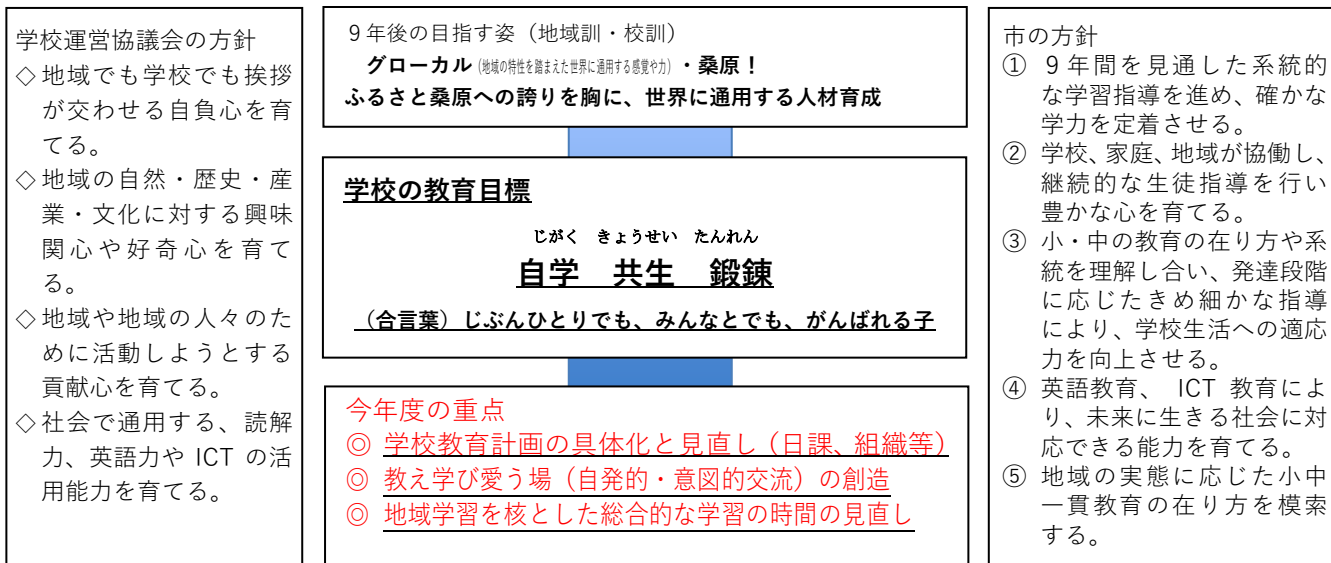 学校運営協議会の方針
◇地域でも学校でも挨拶
が交わせる自負心を育
てる。
◇地域の自然・歴史・産
業・文化に対する興味
関心や好奇心を育て
る。
◇地域や地域の人々のた
めに活動しようとする
貢献心を育てる。
◇社会で通用する、読解
力、英語力や ICT の活
用能力を育てる。
９年後の目指す姿（地域訓・校訓）
グローカル(地域の特性を踏まえた世界に通用する感覚や力)・桑原！
ふるさと桑原への誇りを胸に、世界に通用する人材育成
学校の教育目標
じがく きょうせい たんれん
自学 共生 鍛錬
（合言葉）じぶんひとりでも、みんなとでも、がんばれる子
今年度の重点
◎ 学校教育計画の具体化と見直し（日課、組織等）
◎ 教え学び愛う場（自発的・意図的交流）の創造
◎ 地域学習を核とした総合的な学習の時間の見直し
市の方針
① ９年間を見通した系統的
な学習指導を進め、確かな
学力を定着させる。
② 学校、家庭、地域が協働し、
継続的な生徒指導を行い
豊かな心を育てる。
③ 小・中の教育の在り方や系
統を理解し合い、発達段階
に応じたきめ細かな指導
により、学校生活への適応
力を向上させる。
④ 英語教育、 ICT 教育によ
り、未来に生きる社会に対
応できる能力を育てる。
⑤ 地域の実態に応じた小中
一貫教育の在り方を模索
する。